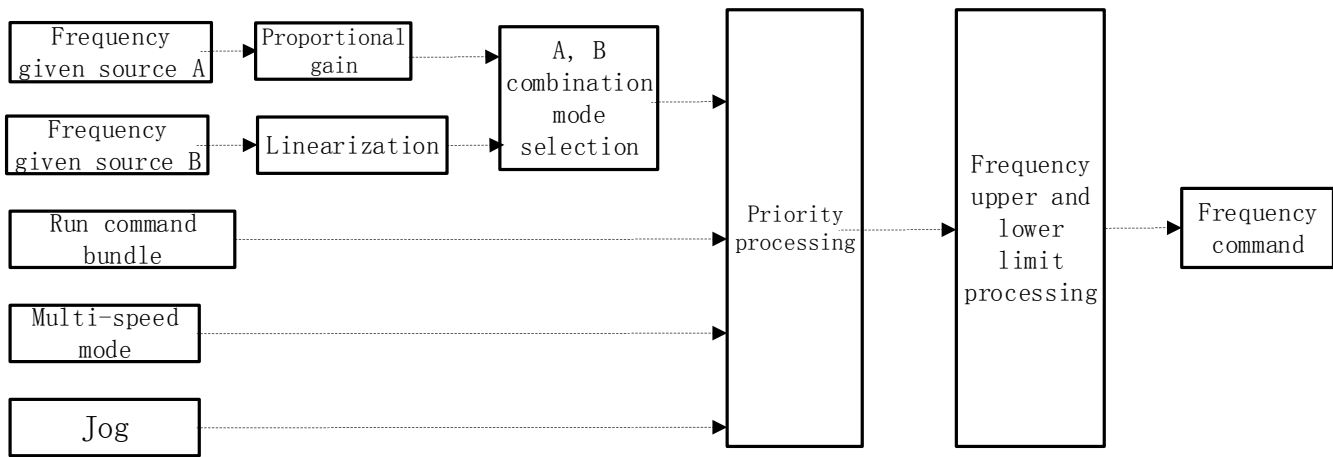 Frequency
given source A
Proportional
gain
A, B
combination
mode
selection
Frequency
given source B
Linearization
Run command
bundle
Multi-speed
mode
Jog
Priority
processing
Frequency
upper and
lower
limit
processing
Frequency
command